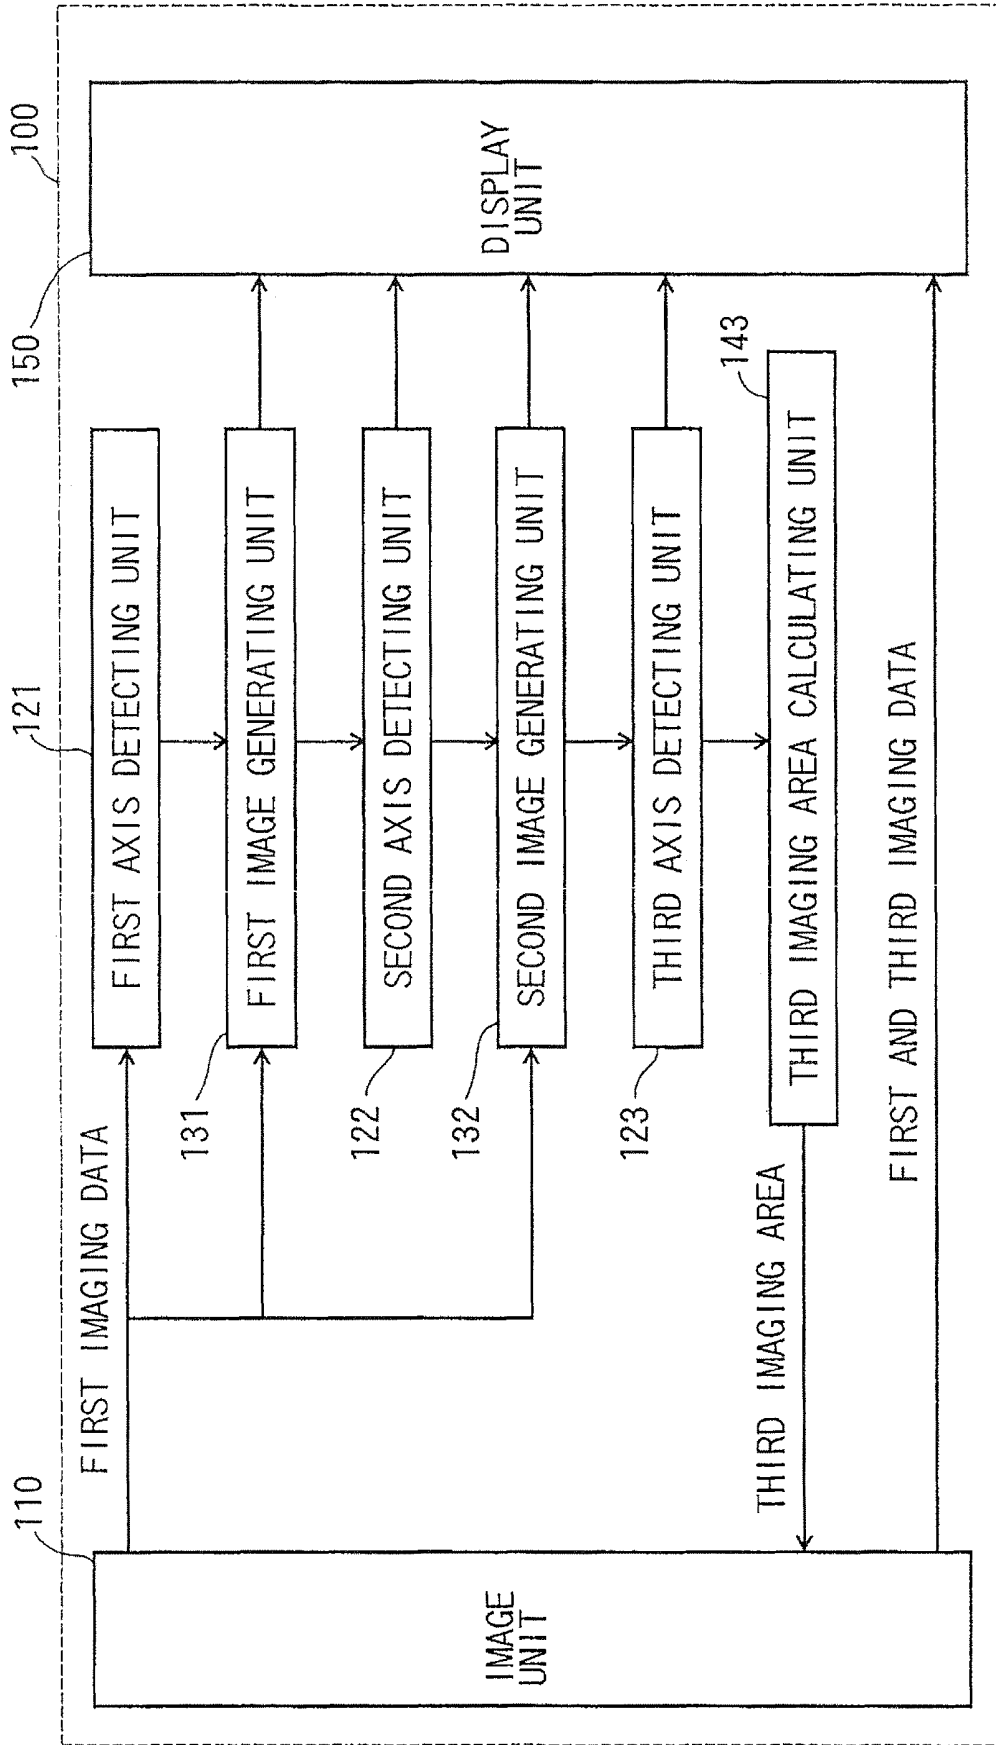 100
110
FIRST IMAGING DATA
121
150
FIRST AXIS DETECTING UNIT
131
FIRST IMAGE GENERATING UNIT
122
SECOND AXIS DETECTING UNIT
132
SECOND IMAGE GENERATING UNIT
123
THIRD AXIS DETECTING UNIT
143
THIRD IMAGING AREA CALCULATING UNIT
THIRD IMAGING AREA
FIRST AND THIRD IMAGING DATA
IMAGE
UNIT
DISPLAY
UNIT